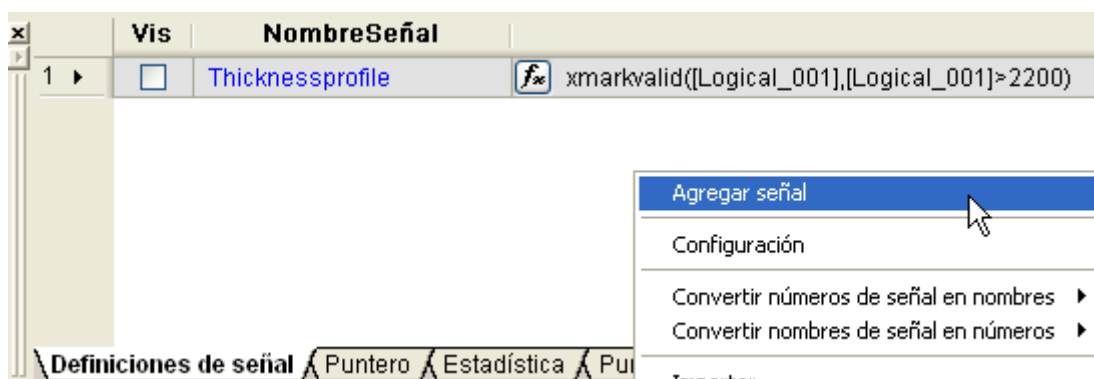 Vis NombreSeñal
1 Thicknessprofile fx xmarkvalid([Logical_001],[Logical_001]>2200)
Agregar señal
Configuración
Convertir números de señal en nombres
Convertir nombres de señal en números
Definiciones de señal Puntero Estadística